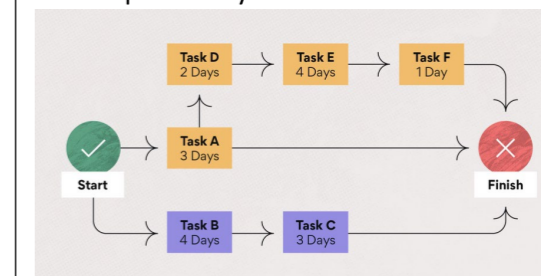 Task D
2 Days
Task E
4 Days
Task F
1 Day
Task A
3 Days
Start
Finish
Task B
4 Days
Task C
3 Days